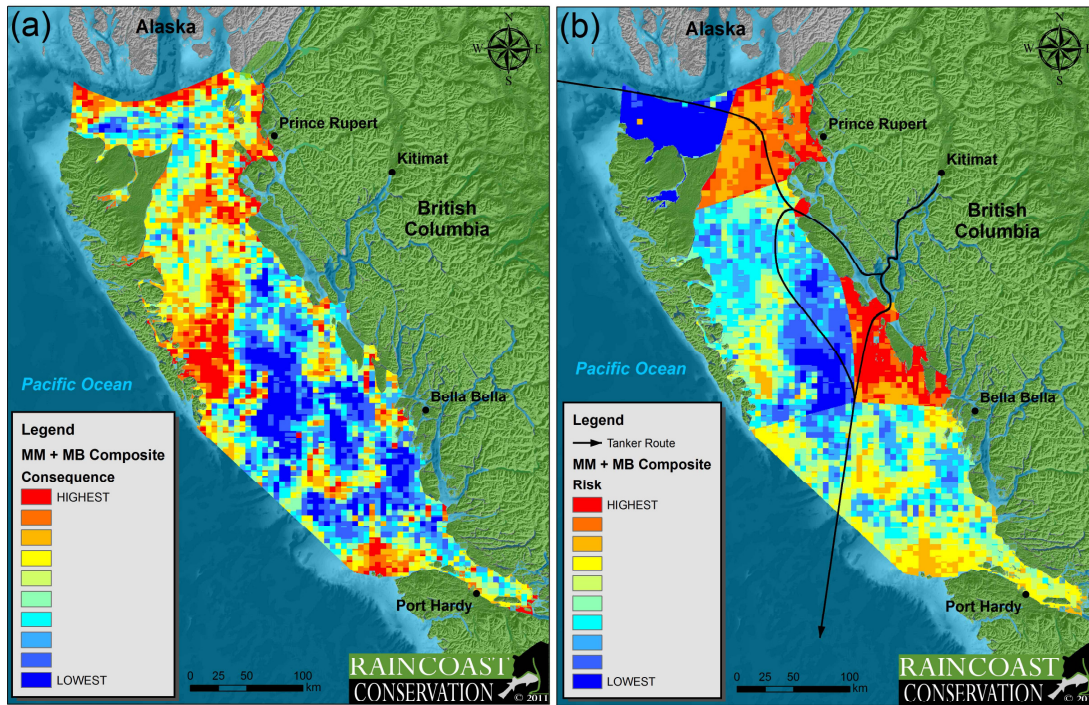 (a)
Alaska
N
W E
S
Prince Rupert
Kitimat
British
Columbia
Pacific Ocean
Bella Bella
Legend
MM + MB Composite
Consequence
HIGHEST
LOWEST
Port Hardy
0 25 50 100
km
RAINCOAST
CONSERVATION
© 2011
(b)
Alaska
N
W E
S
Prince Rupert
Kitimat
British
Columbia
Pacific Ocean
Bella Bella
Legend
Tanker Route
MM + MB Composite
Risk
HIGHEST
LOWEST
Port Hardy
0 25 50 100
km
RAINCOAST
CONSERVATION
© 20